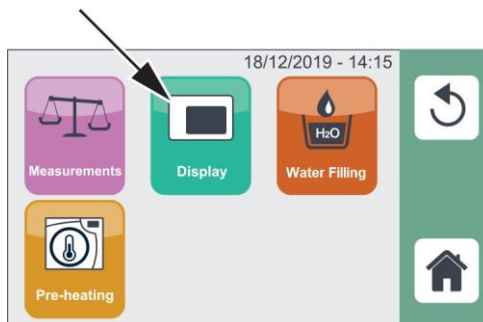 18/12/2019 - 14:15
Measurements
Display
H₂O
Water Filling
Pre-heating